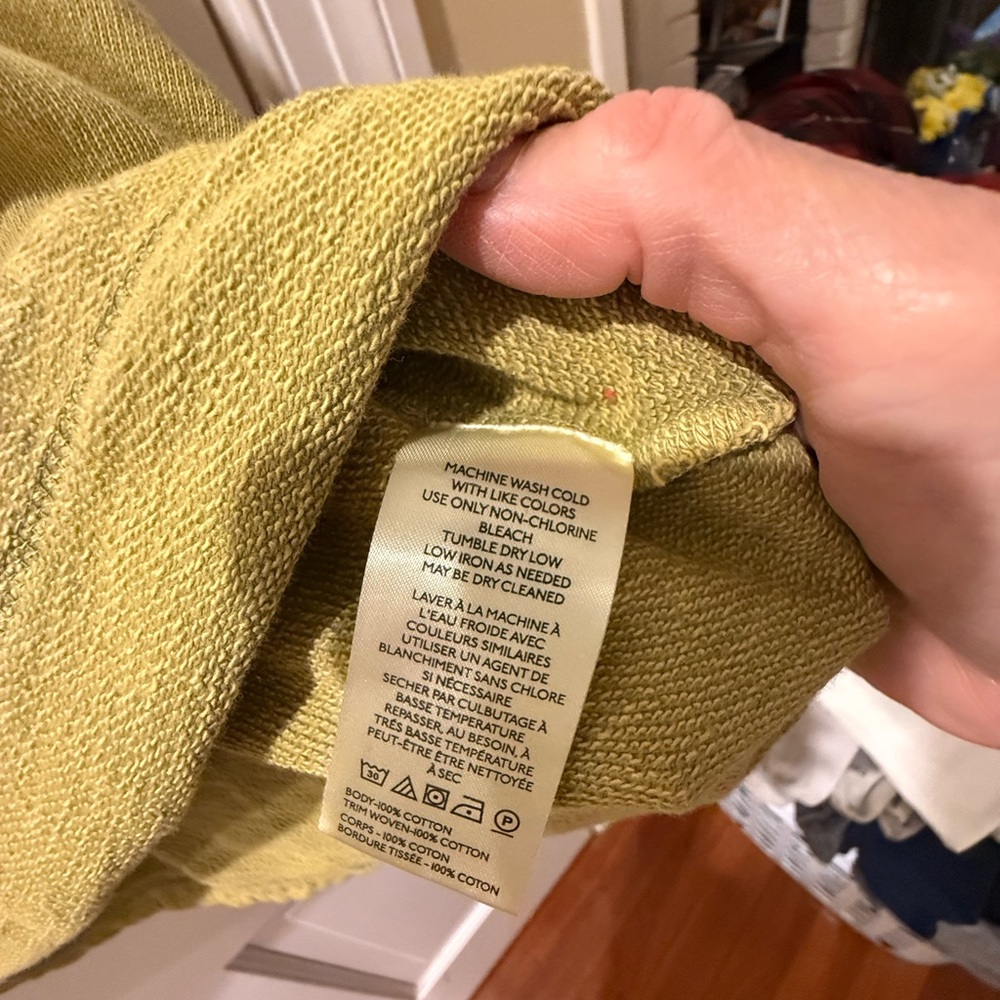 MACHINE WASH COLD
WITH LIKE COLORS
USE ONLY NON-CHLORINE
BLEACH
TUMBLE DRY LOW
LOW IRON AS NEEDED
MAY BE DRY CLEANED
LAVER À LA MACHINE À
L'EAU FROIDE AVEC
COULEURS SIMILAIRES
UTILISER UN AGENT DE
BLANCHIMENT SANS CHLORE
SI NÉCESSAIRE
SECHER PAR CULBUTAGE À
BASSE TEMPERATURE
REPASSER, AU BESOIN, À
TRÉS BASSE TEMPÉRATURE
PEUT-ÊTRE ÊTRE NETTOYÉE
À SEC
30 P
BODY-100% COTTON
TRIM WOVEN-100% COTTON
CORPS - 100% COTON
BORDURE TISSÉE - 100% COTON